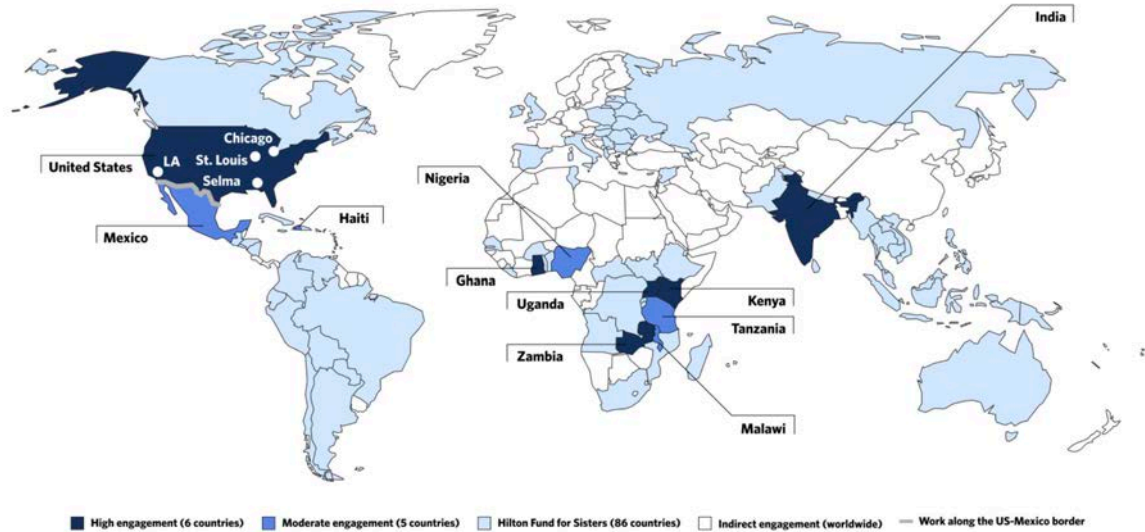 India
Chicago
United States
LA
St. Louis
Selma
Nigeria
Haiti
Mexico
Ghana
Uganda
Kenya
Tanzania
Zambia
Malawi
High engagement (6 countries)
Moderate engagement (5 countries)
Hilton Fund for Sisters (86 countries)
Indirect engagement (worldwide)
Work along the US-Mexico border